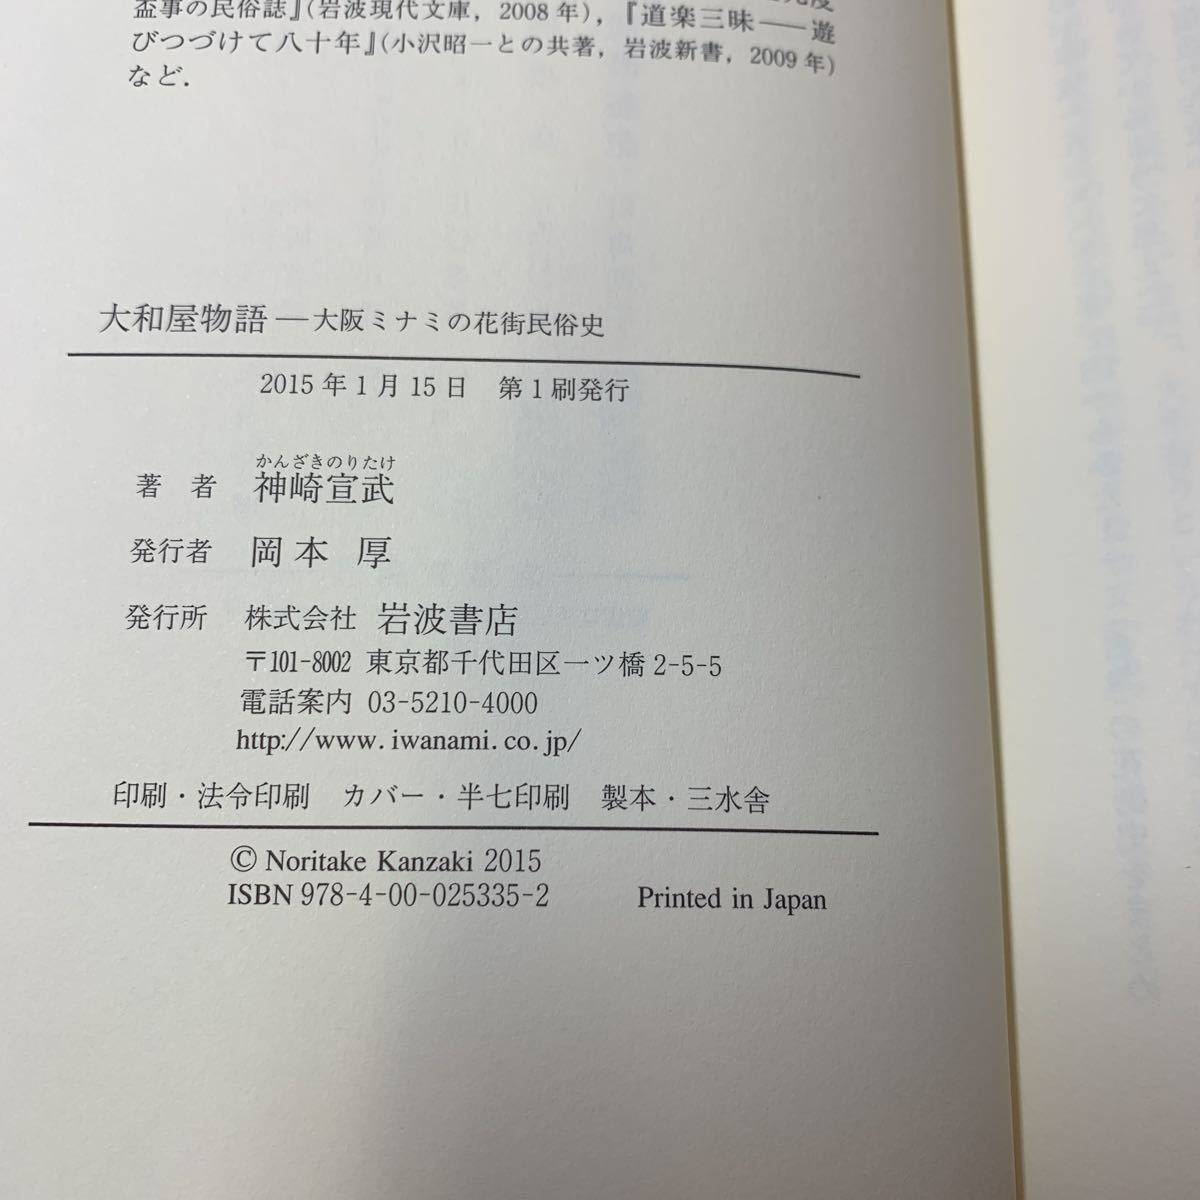 盃事の民俗誌』(岩波現代文庫，2008年)，『道楽三昧――遊
びつづけて八十年』(小沢昭一との共著，岩波新書，2009年)
など．
大和屋物語―大阪ミナミの花街民俗史
2015年1月15日　第1刷発行
かんざきのりたけ
著　者　神崎宣武
発行者　岡本　厚
発行所　株式会社　岩波書店
〒101-8002 東京都千代田区一ツ橋2-5-5
電話案内 03-5210-4000
http://www.iwanami.co.jp/
印刷・法令印刷　カバー・半七印刷　製本・三水舎
© Noritake Kanzaki 2015
ISBN 978-4-00-025335-2　Printed in Japan